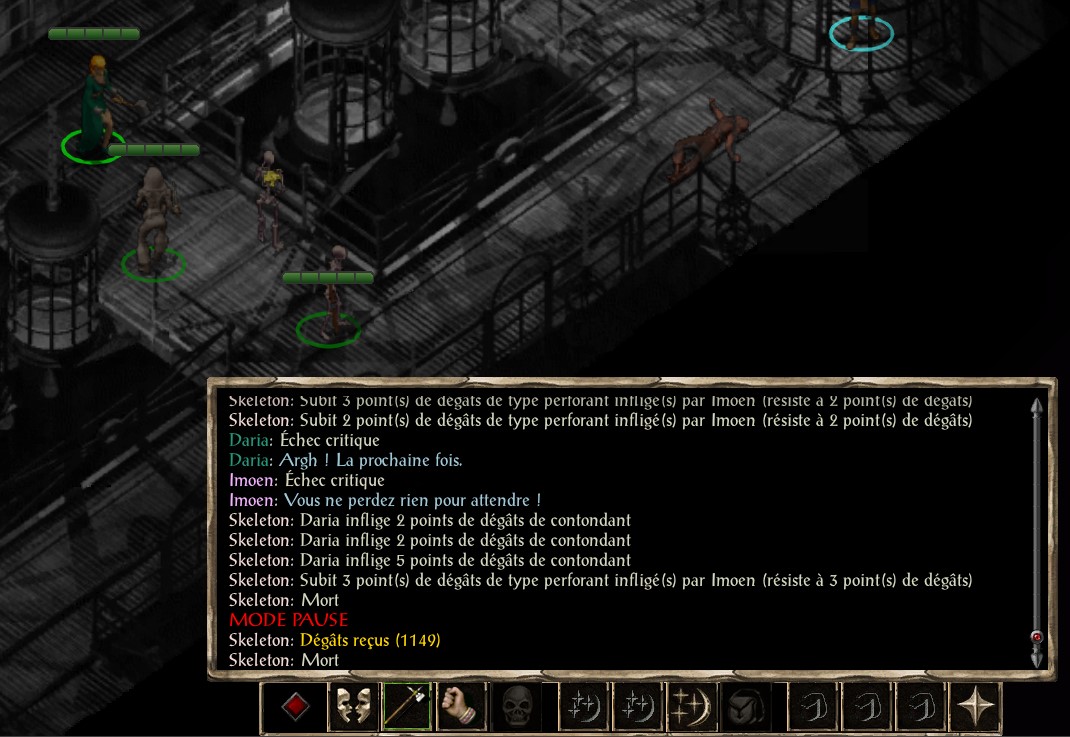 Skeleton: Subit 3 point(s) de dégâts de type perforant infligé(s) par Imoen (résiste à 2 point(s) de dégâts)
Skeleton: Subit 2 point(s) de dégâts de type perforant infligé(s) par Imoen (résiste à 2 point(s) de dégâts)
Daria: Échec critique
Daria: Argh ! La prochaine fois.
Imoen: Échec critique
Imoen: Vous ne perdez rien pour attendre !
Skeleton: Daria inflige 2 points de dégâts de contondant
Skeleton: Daria inflige 2 points de dégâts de contondant
Skeleton: Daria inflige 5 points de dégâts de contondant
Skeleton: Subit 3 point(s) de dégâts de type perforant infligé(s) par Imoen (résiste à 3 point(s) de dégâts)
Skeleton: Mort
MODE PAUSE
Skeleton: Dégâts reçus (1149)
Skeleton: Mort